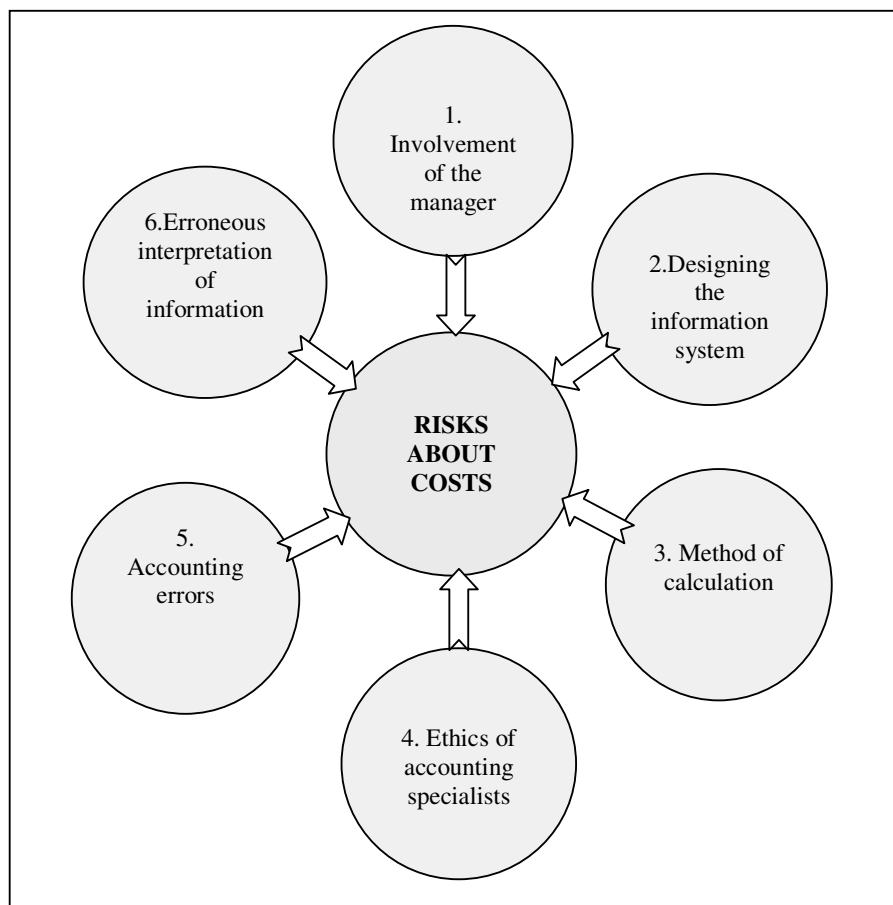 1.
Involvement
of the
manager
2.Designing
the
information
system
3. Method of
calculation
4. Ethics of
accounting
specialists
5.
Accounting
errors
6.Erroneous
interpretation
of
information
RISKS
ABOUT
COSTS